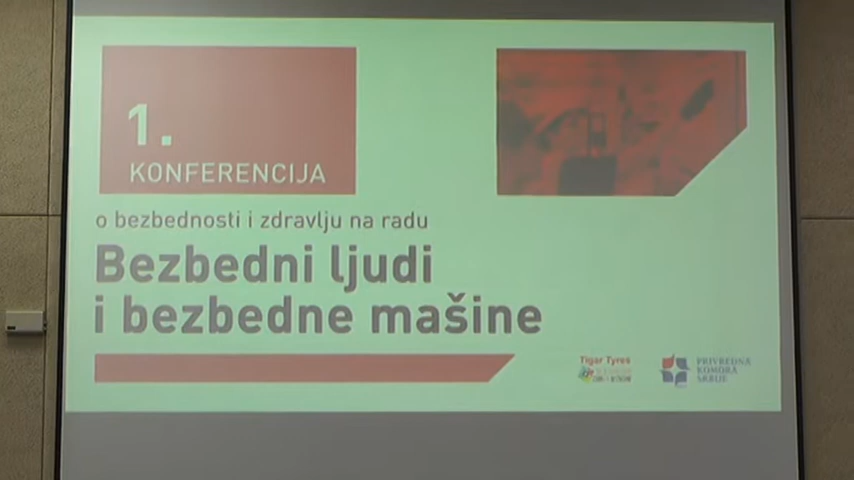 1.
KONFERENCIJA
o bezbednosti i zdravlju na radu
Bezbedni ljudi
i bezbedne mašine
Tigar Tyres
PRIVREDNA
KOMORA
SRBIJE